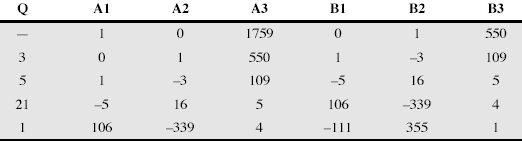 Q A1 A2 A3 B1 B2 B3
— 1 0 1759 0 1 550
3 0 1 550 1 –3 109
5 1 –3 109 –5 16 5
21 –5 16 5 106 –339 4
1 106 –339 4 –111 355 1